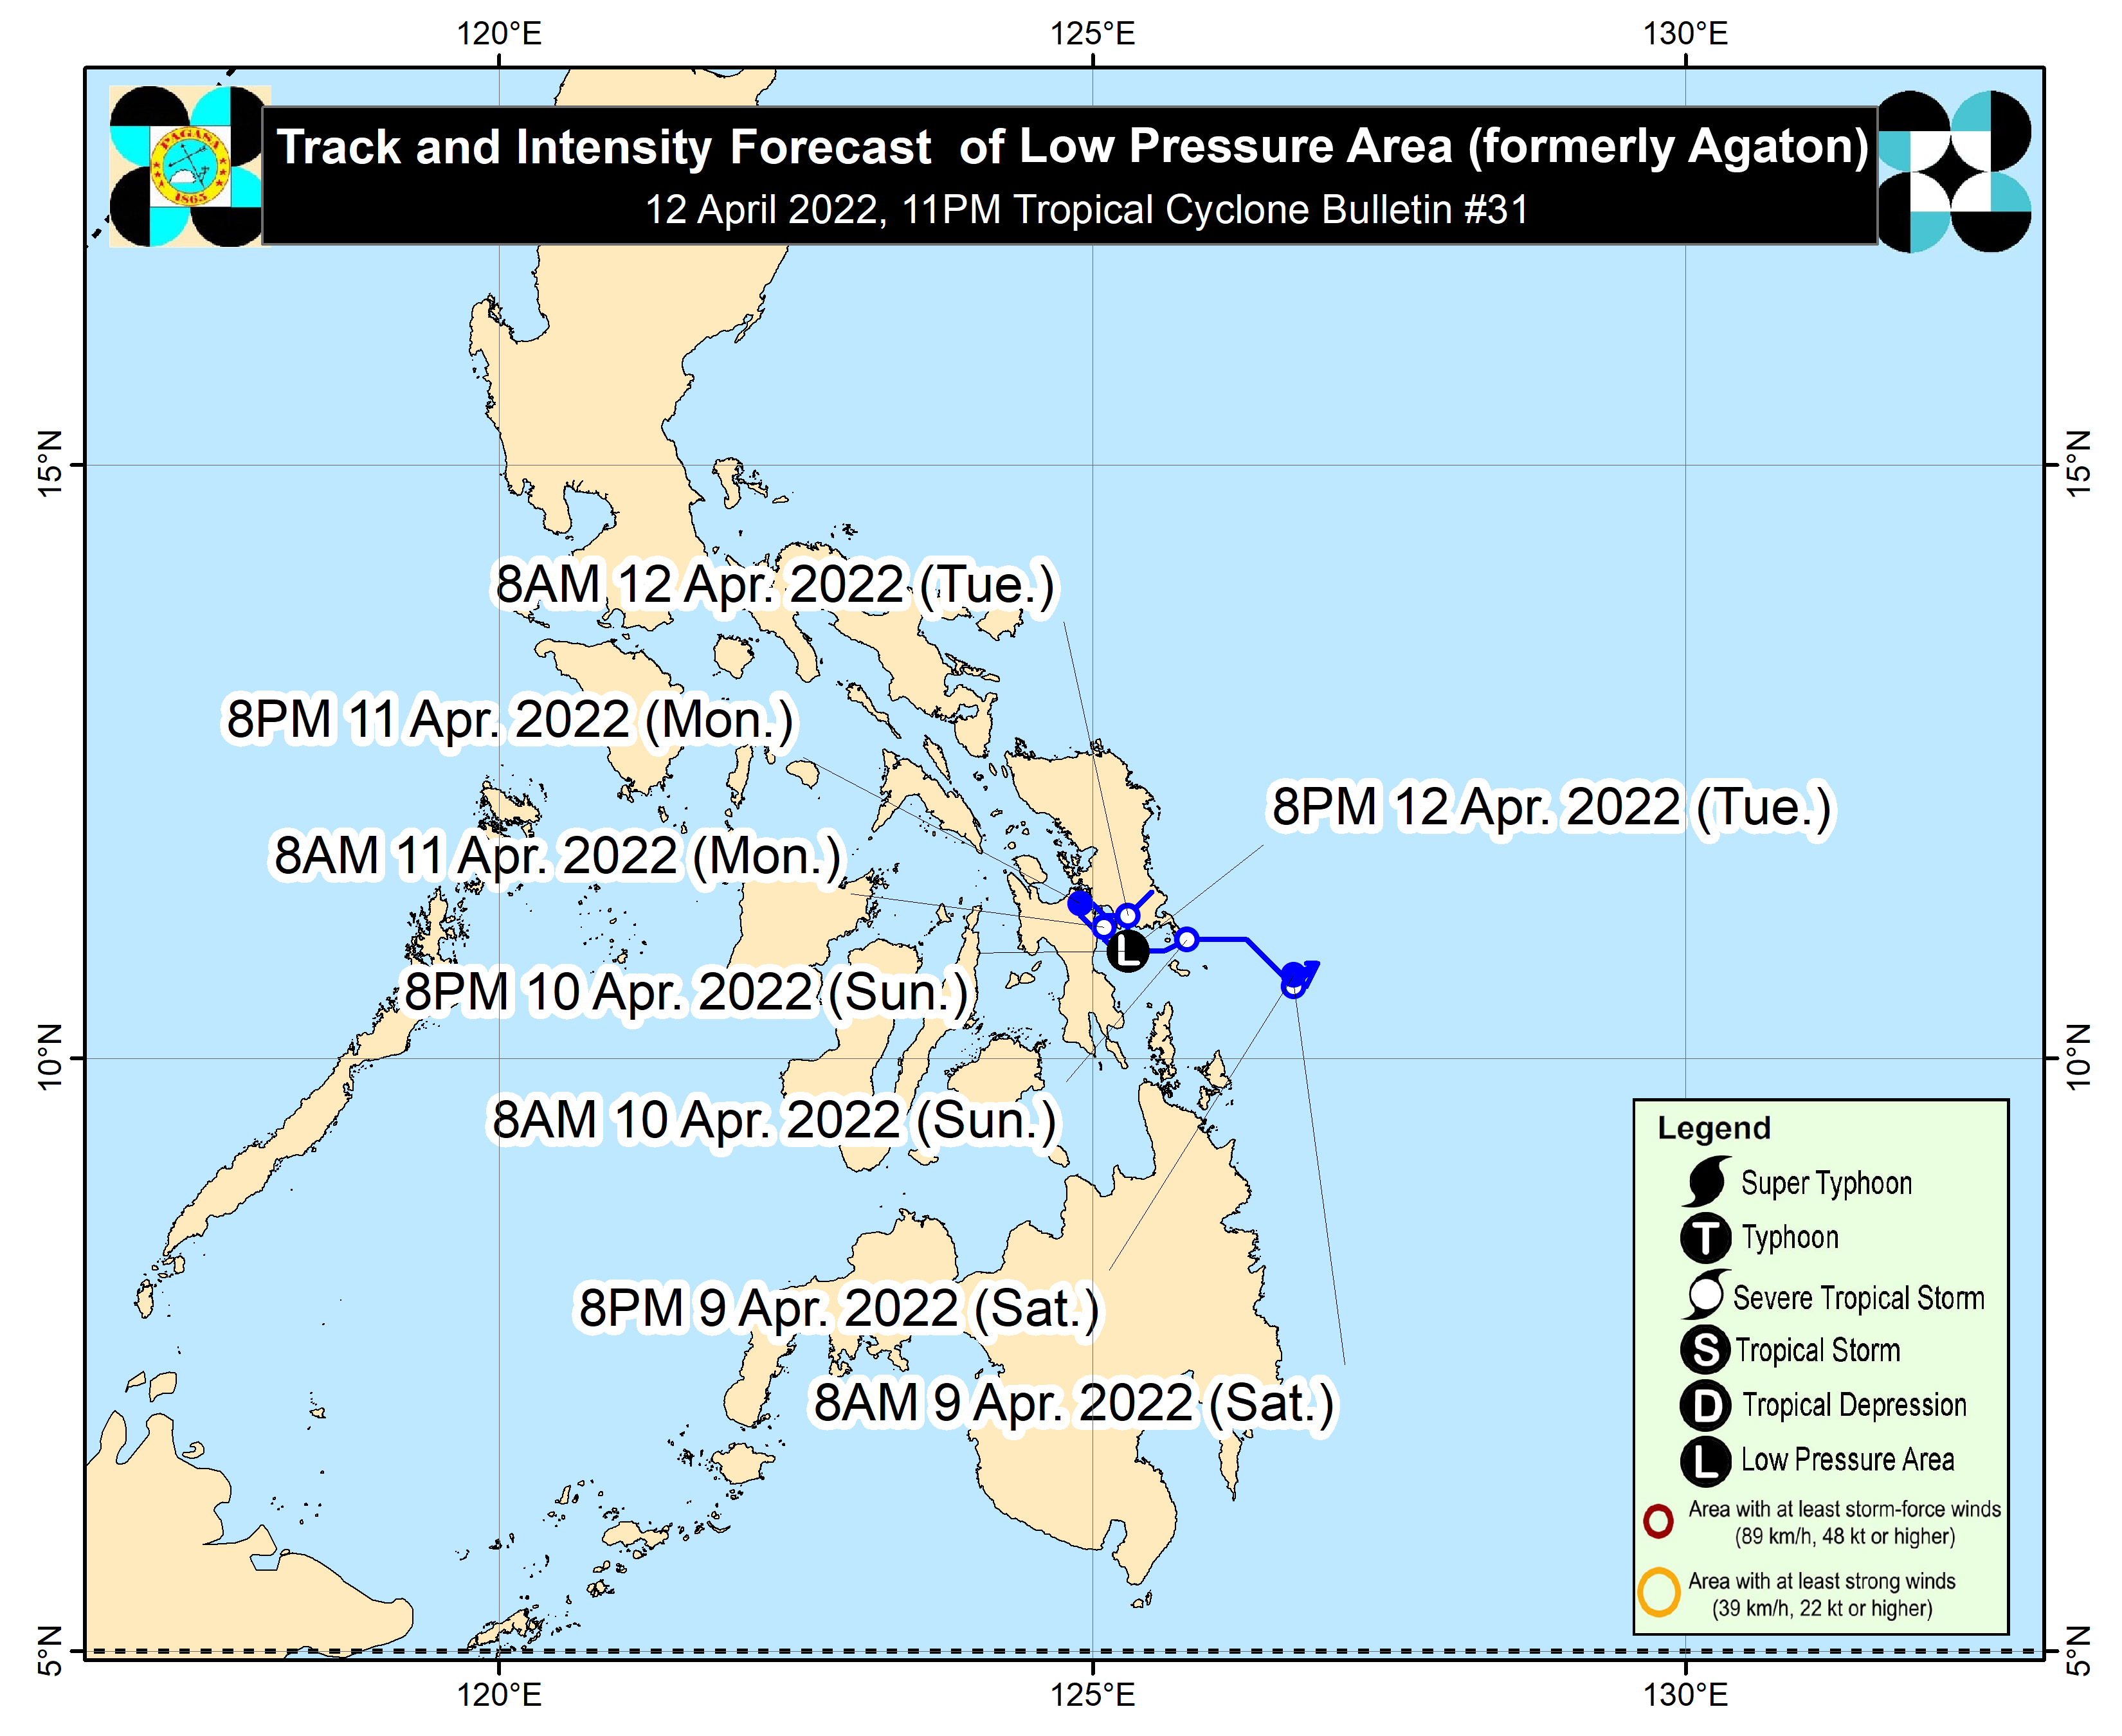 120°E
125°E
130°E
Track and Intensity Forecast of Low Pressure Area (formerly Agaton)
12 April 2022, 11PM Tropical Cyclone Bulletin #31
PAGASA
1865
15°N
15°N
8AM 12 Apr. 2022 (Tue.)
8PM 11 Apr. 2022 (Mon.)
8PM 12 Apr. 2022 (Tue.)
8AM 11 Apr. 2022 (Mon.)
L
8PM 10 Apr. 2022 (Sun.)
10°N
10°N
8AM 10 Apr. 2022 (Sun.)
8PM 9 Apr. 2022 (Sat.)
8AM 9 Apr. 2022 (Sat.)
Legend
Super Typhoon
T Typhoon
Severe Tropical Storm
S Tropical Storm
D Tropical Depression
L Low Pressure Area
Area with at least storm-force winds
(89 km/h, 48 kt or higher)
Area with at least strong winds
(39 km/h, 22 kt or higher)
5°N
5°N
120°E
125°E
130°E